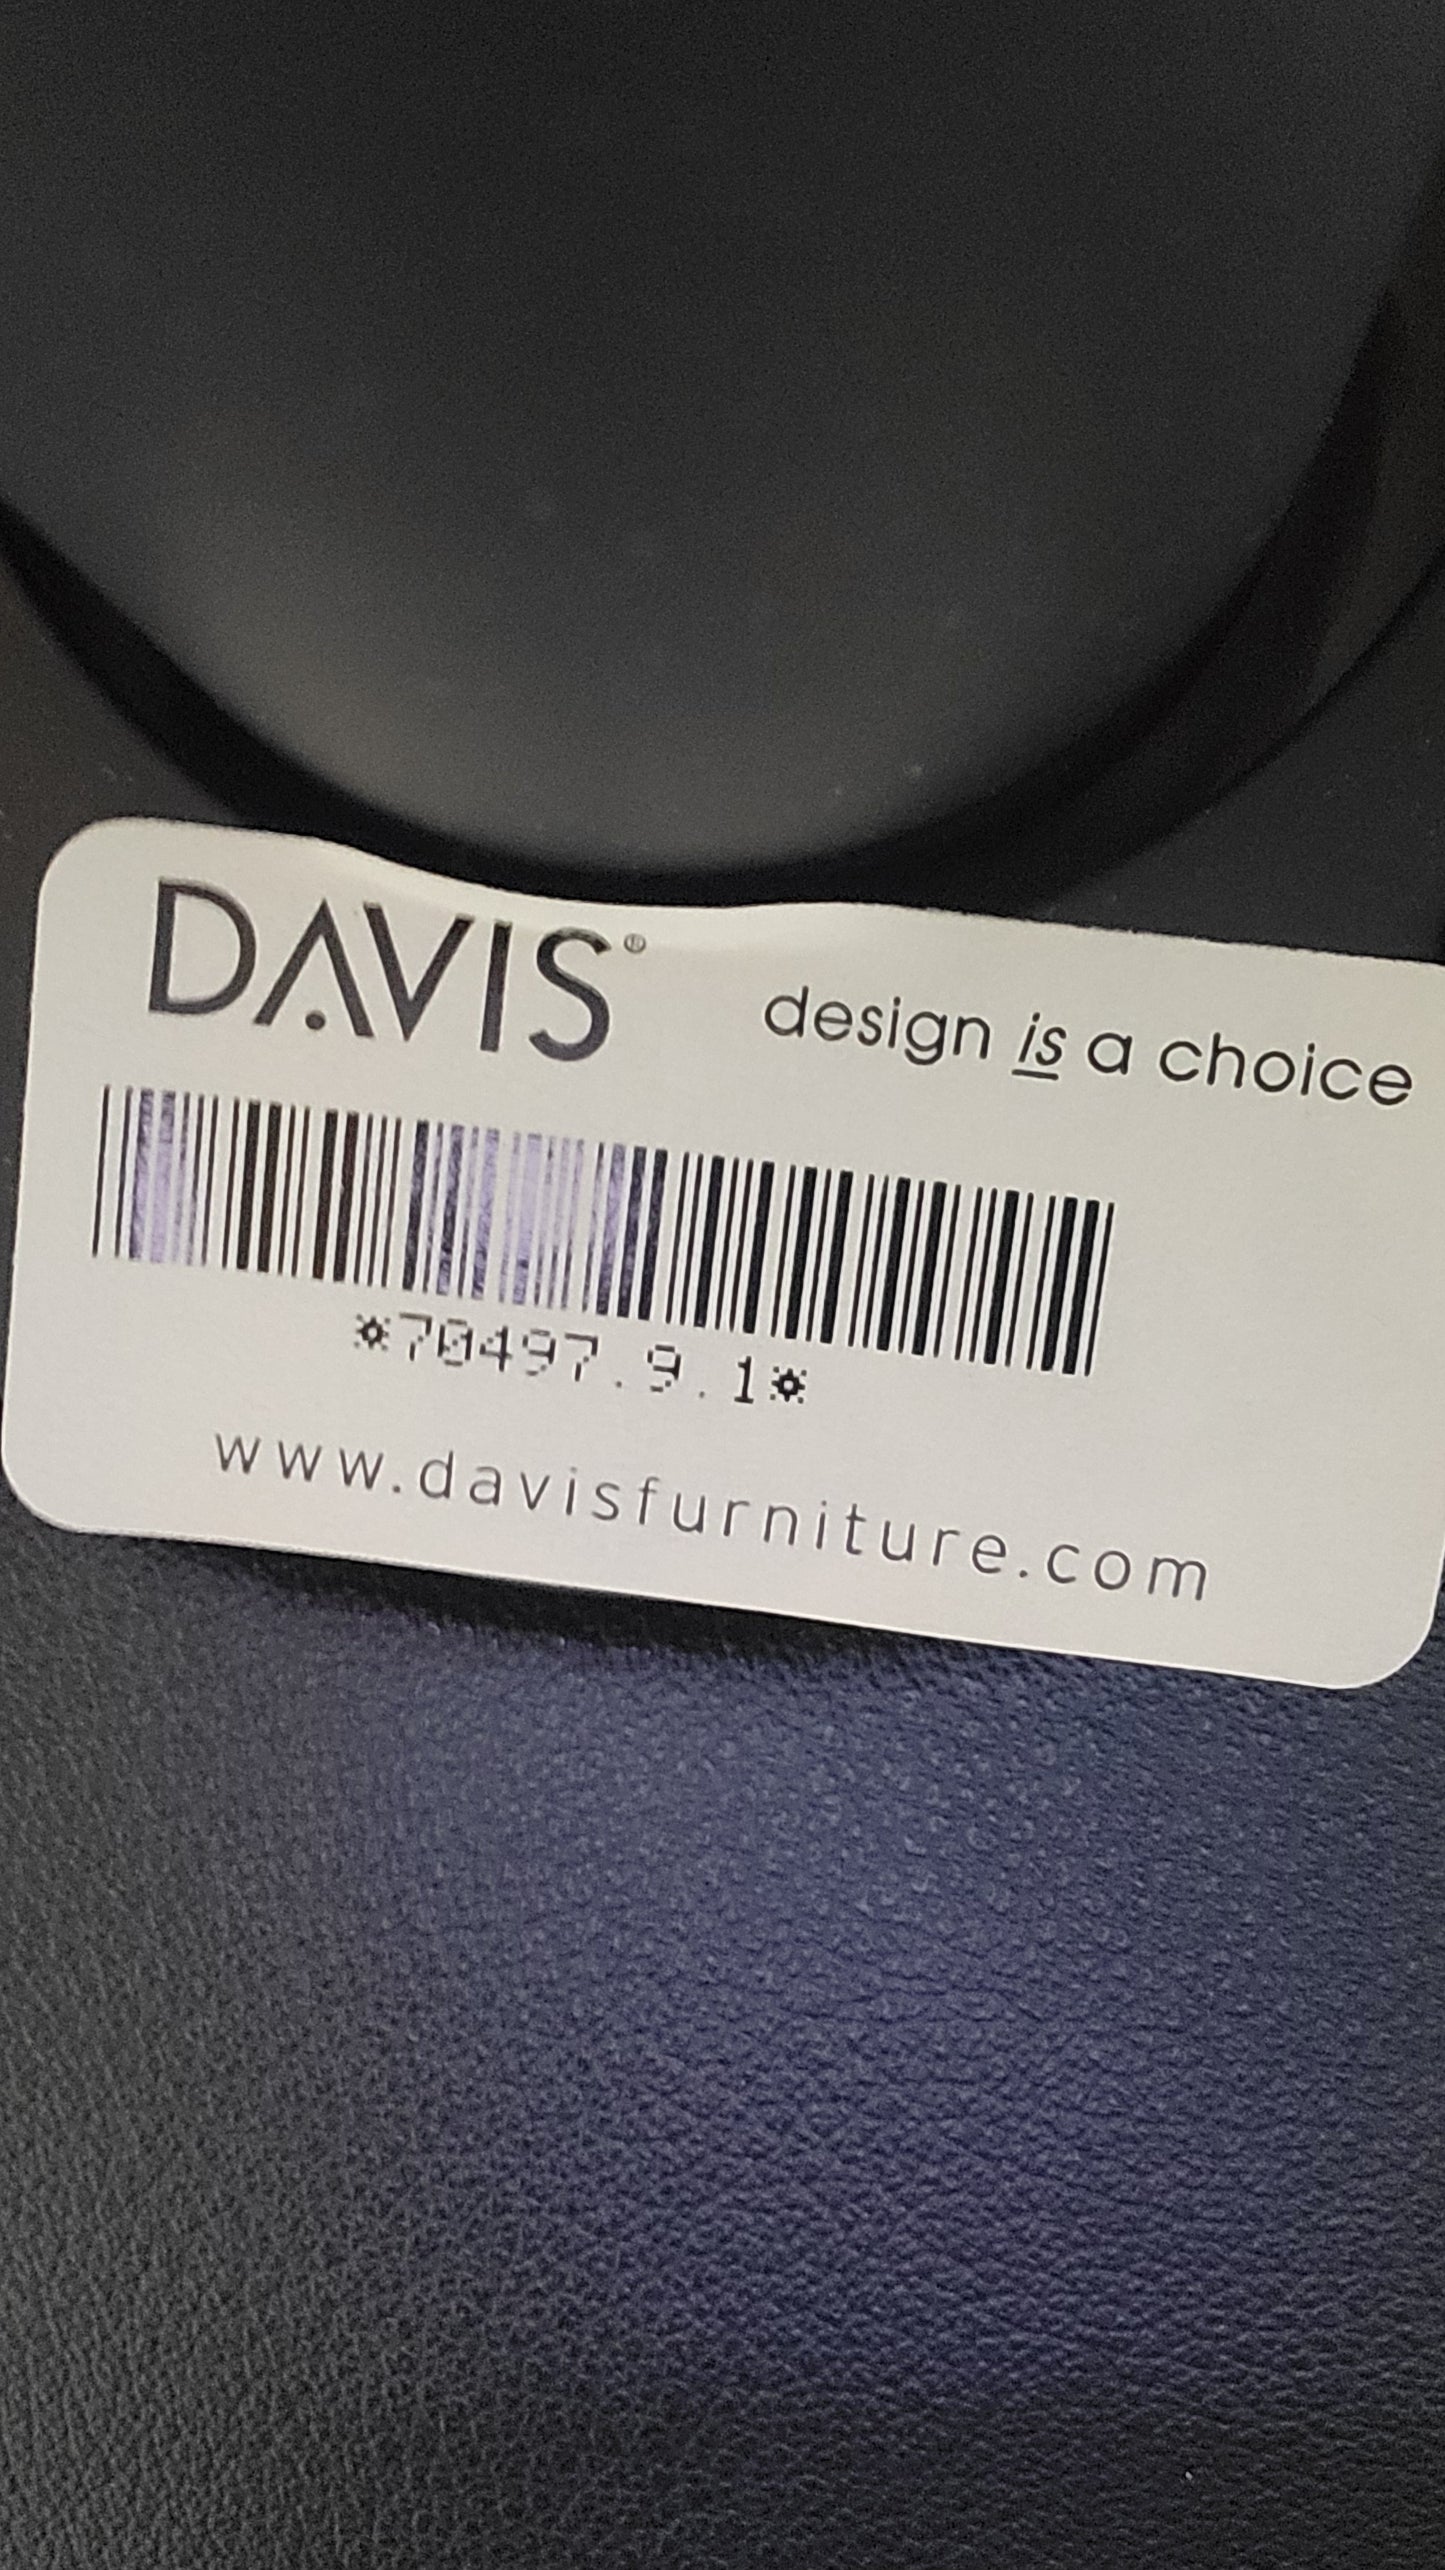 DAVIS® design is a choice
*70497.9.1*
www.davisfurniture.com